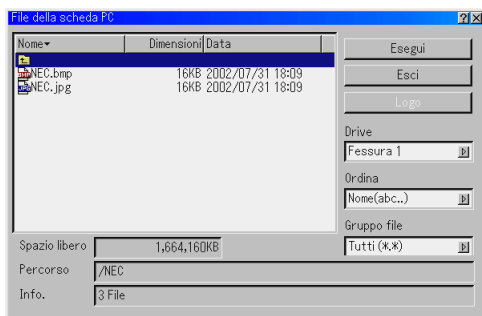 File della scheda PC
Nome Dimensioni Data
NEC.bmp 16KB 2002/07/31 18:09
NEC.jpg 16KB 2002/07/31 18:09
Esegui
Esci
Logo
Drive
Fessura 1
Ordina
Nome(abc..)
Gruppo file
Tutti (*.*)
Spazio libero 1,664,160KB
Percorso /NEC
Info. 3 File